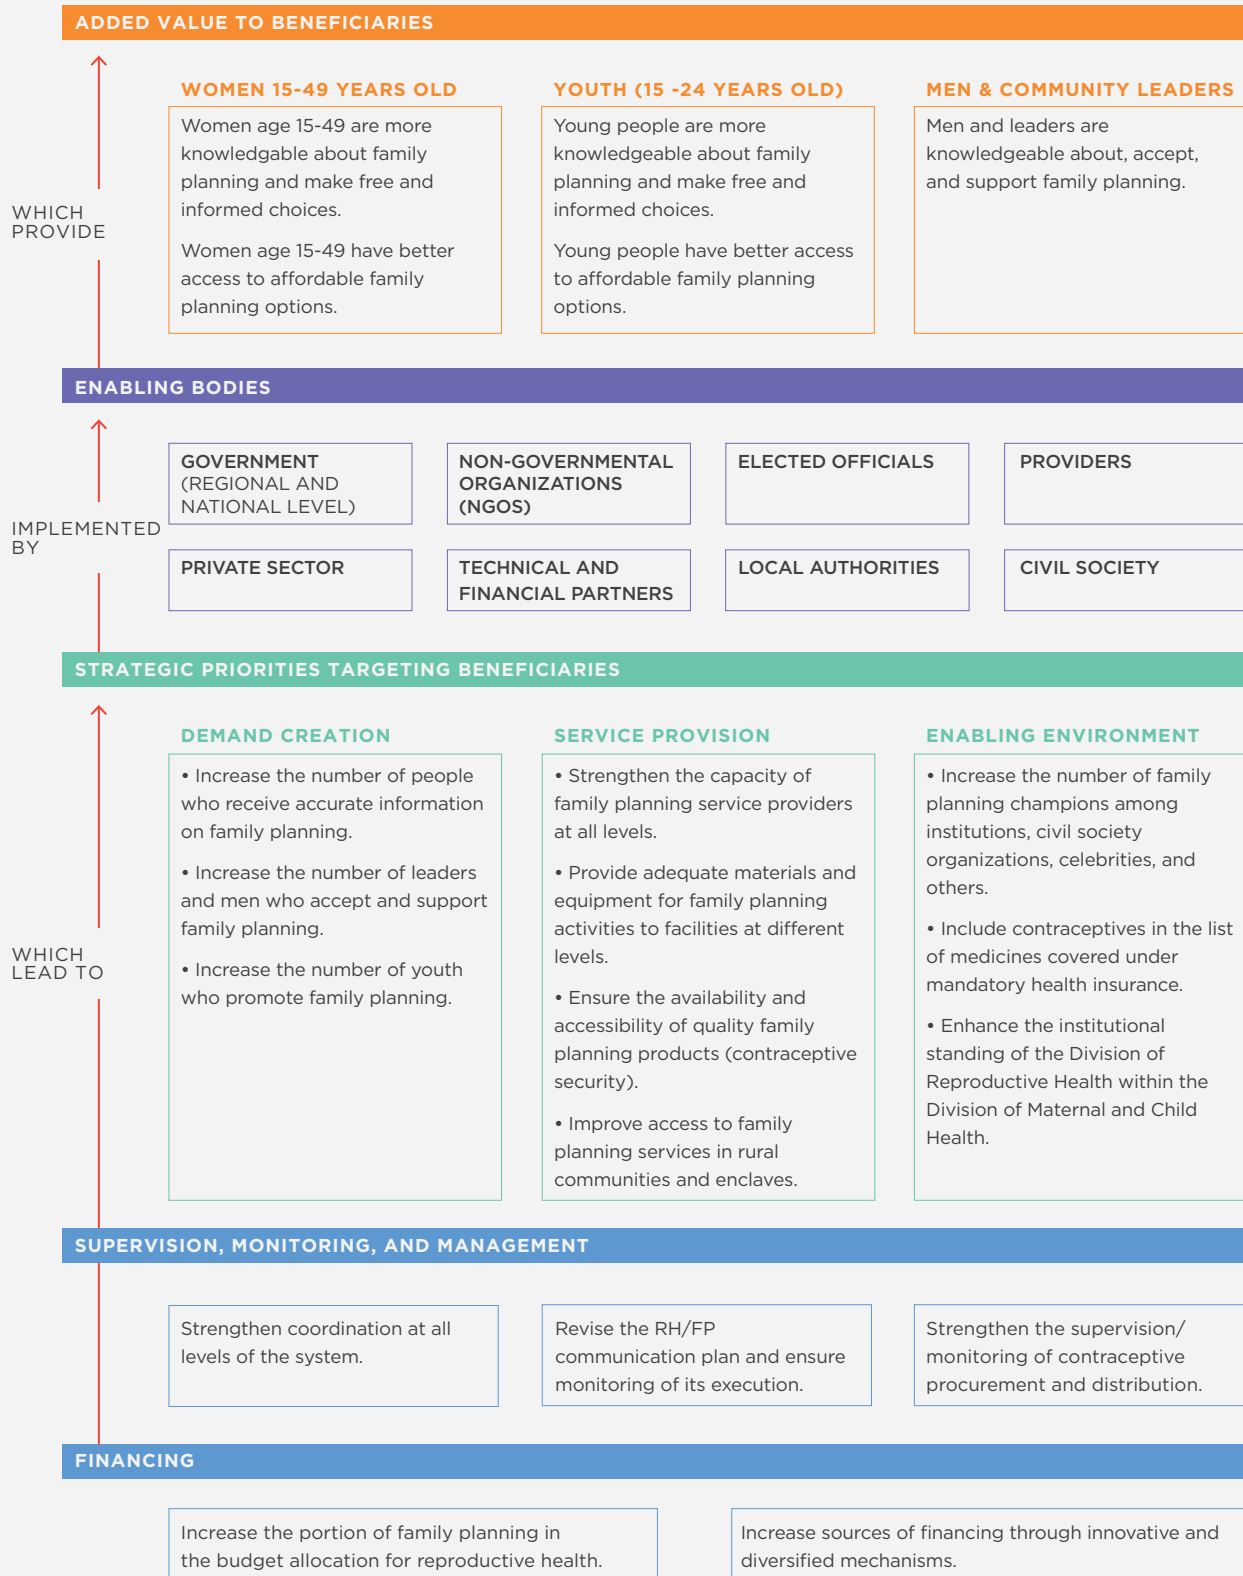 ADDED VALUE TO BENEFICIARIES
WHICH
PROVIDE
WOMEN 15-49 YEARS OLD
Women age 15-49 are more
knowledgable about family
planning and make free and
informed choices.
Women age 15-49 have better
access to affordable family
planning options.
YOUTH (15 -24 YEARS OLD)
Young people are more
knowledgeable about family
planning and make free and
informed choices.
Young people have better access
to affordable family planning
options.
MEN & COMMUNITY LEADERS
Men and leaders are
knowledgeable about, accept,
and support family planning.
ENABLING BODIES
IMPLEMENTED
BY
GOVERNMENT
(REGIONAL AND
NATIONAL LEVEL)
NON-GOVERNMENTAL
ORGANIZATIONS
(NGOS)
ELECTED OFFICIALS
PROVIDERS
PRIVATE SECTOR
TECHNICAL AND
FINANCIAL PARTNERS
LOCAL AUTHORITIES
CIVIL SOCIETY
STRATEGIC PRIORITIES TARGETING BENEFICIARIES
WHICH
LEAD TO
DEMAND CREATION
• Increase the number of people
who receive accurate information
on family planning.
• Increase the number of leaders
and men who accept and support
family planning.
• Increase the number of youth
who promote family planning.
SERVICE PROVISION
• Strengthen the capacity of
family planning service providers
at all levels.
• Provide adequate materials and
equipment for family planning
activities to facilities at different
levels.
• Ensure the availability and
accessibility of quality family
planning products (contraceptive
security).
• Improve access to family
planning services in rural
communities and enclaves.
ENABLING ENVIRONMENT
• Increase the number of family
planning champions among
institutions, civil society
organizations, celebrities, and
others.
• Include contraceptives in the list
of medicines covered under
mandatory health insurance.
• Enhance the institutional
standing of the Division of
Reproductive Health within the
Division of Maternal and Child
Health.
SUPERVISION, MONITORING, AND MANAGEMENT
Strengthen coordination at all
levels of the system.
Revise the RH/FP
communication plan and ensure
monitoring of its execution.
Strengthen the supervision/
monitoring of contraceptive
procurement and distribution.
FINANCING
Increase the portion of family planning in
the budget allocation for reproductive health.
Increase sources of financing through innovative and
diversified mechanisms.